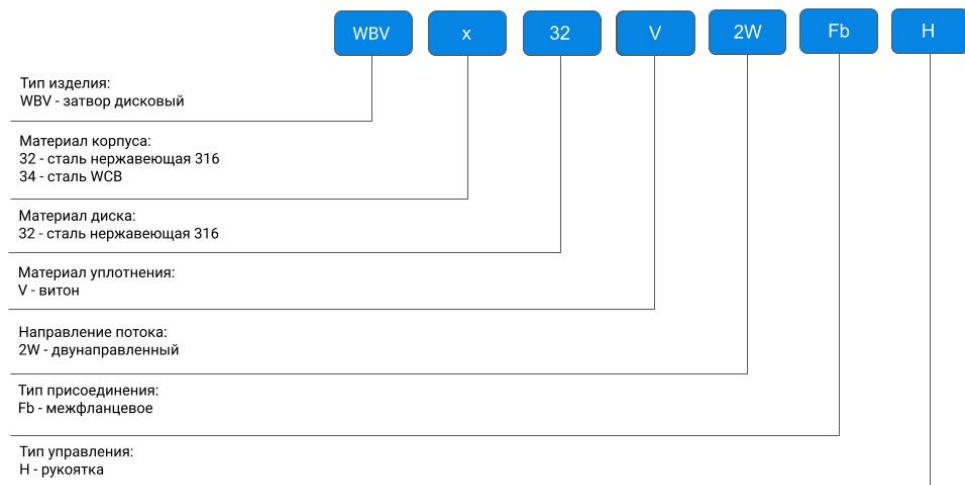 WBV x 32 V 2W Fb H
Тип изделия:
WBV - затвор дисковый
Материал корпуса:
32 - сталь нержавеющая 316
34 - сталь WCB
Материал диска:
32 - сталь нержавеющая 316
Материал уплотнения:
V - витон
Направление потока:
2W - двунаправленный
Тип присоединения:
Fb - межфланцевое
Тип управления:
H - рукоятка